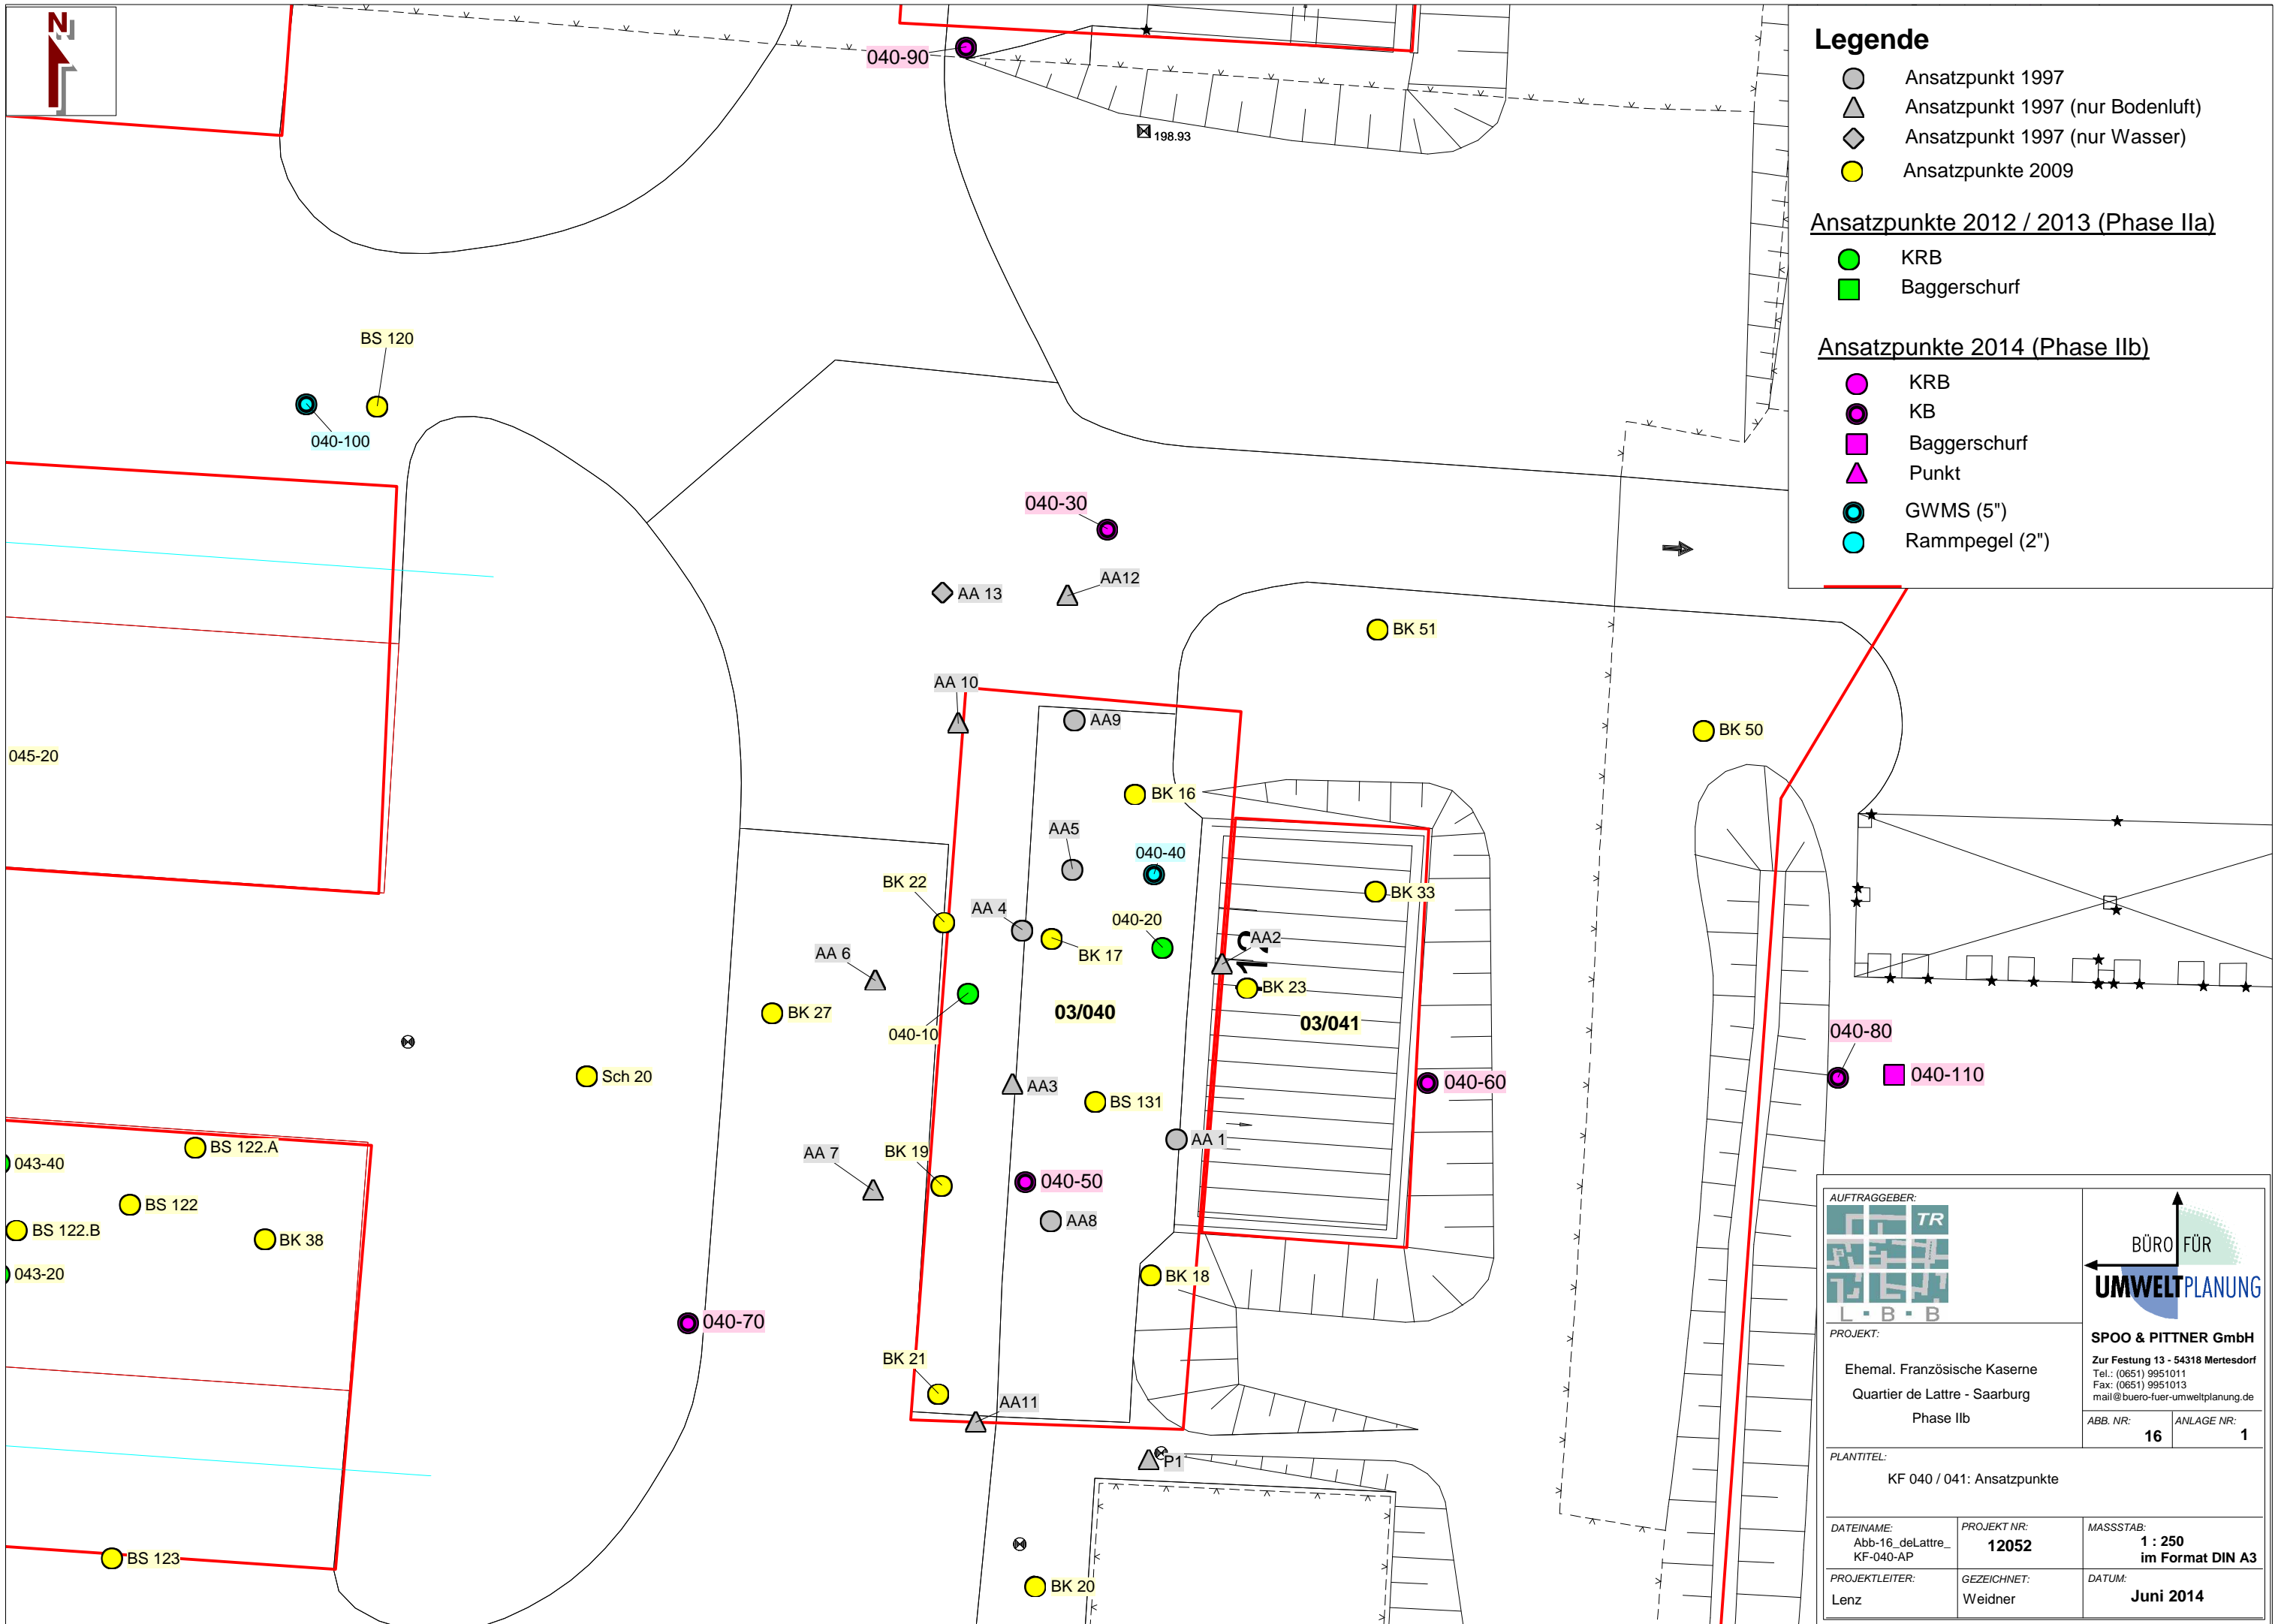 N
040-90
198.93
BS 120
040-100
040-30
AA 13
AA12
BK 51
AA 10
AA9
BK 50
045-20
BK 16
AA5
040-40
BK 22
BK 33
AA 4
040-20
AA2
BK 17
AA 6
BK 23
BK 27
03/040
03/041
040-10
040-80
Sch 20
040-60
040-110
AA3
BS 131
AA 1
BS 122.A
043-40
AA 7
BK 19
040-50
BS 122
AA8
BS 122.B
BK 38
043-20
BK 18
040-70
BK 21
AA11
P1
BS 123
BK 20
Legende
Ansatzpunkt 1997
Ansatzpunkt 1997 (nur Bodenluft)
Ansatzpunkt 1997 (nur Wasser)
Ansatzpunkte 2009
Ansatzpunkte 2012 / 2013 (Phase IIa)
KRB
Baggerschurf
Ansatzpunkte 2014 (Phase IIb)
KRB
KB
Baggerschurf
Punkt
GWMS (5")
Rammpegel (2")
AUFTRAGGEBER:
TR
L B B
BÜRO FÜR
UMWELTPLANUNG
SPOO & PITTNER GmbH
Zur Festung 13 - 54318 Mertesdorf
Tel.: (0651) 9951011
Fax: (0651) 9951013
mail@buero-fuer-umweltplanung.de
PROJEKT:
Ehemal. Französische Kaserne
Quartier de Lattre - Saarburg
Phase IIb
ABB. NR:
16
ANLAGE NR:
1
PLANTITEL:
KF 040 / 041: Ansatzpunkte
DATEINAME:
Abb-16_deLattre_
KF-040-AP
PROJEKT NR:
12052
MASSSTAB:
1 : 250
im Format DIN A3
PROJEKTLEITER:
Lenz
GEZEICHNET:
Weidner
DATUM:
Juni 2014